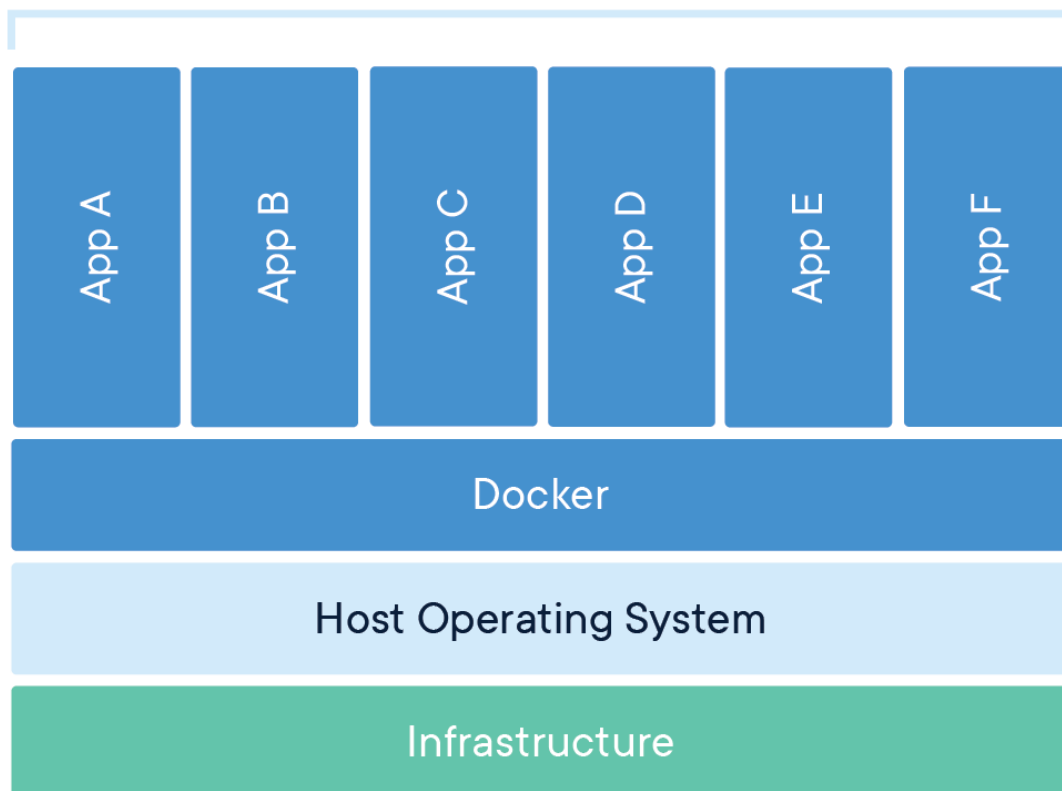 App A
App B
App C
App D
App E
App F
Docker
Host Operating System
Infrastructure